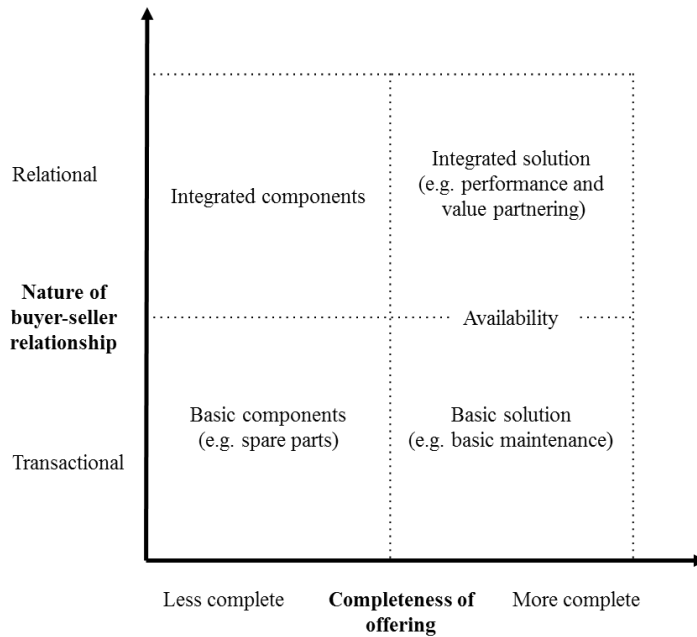 Relational
Integrated components
Integrated solution
(e.g. performance and
value partnering)
Nature of
buyer-seller
relationship
Availability
Transactional
Basic components
(e.g. spare parts)
Basic solution
(e.g. basic maintenance)
Less complete
Completeness of
offering
More complete